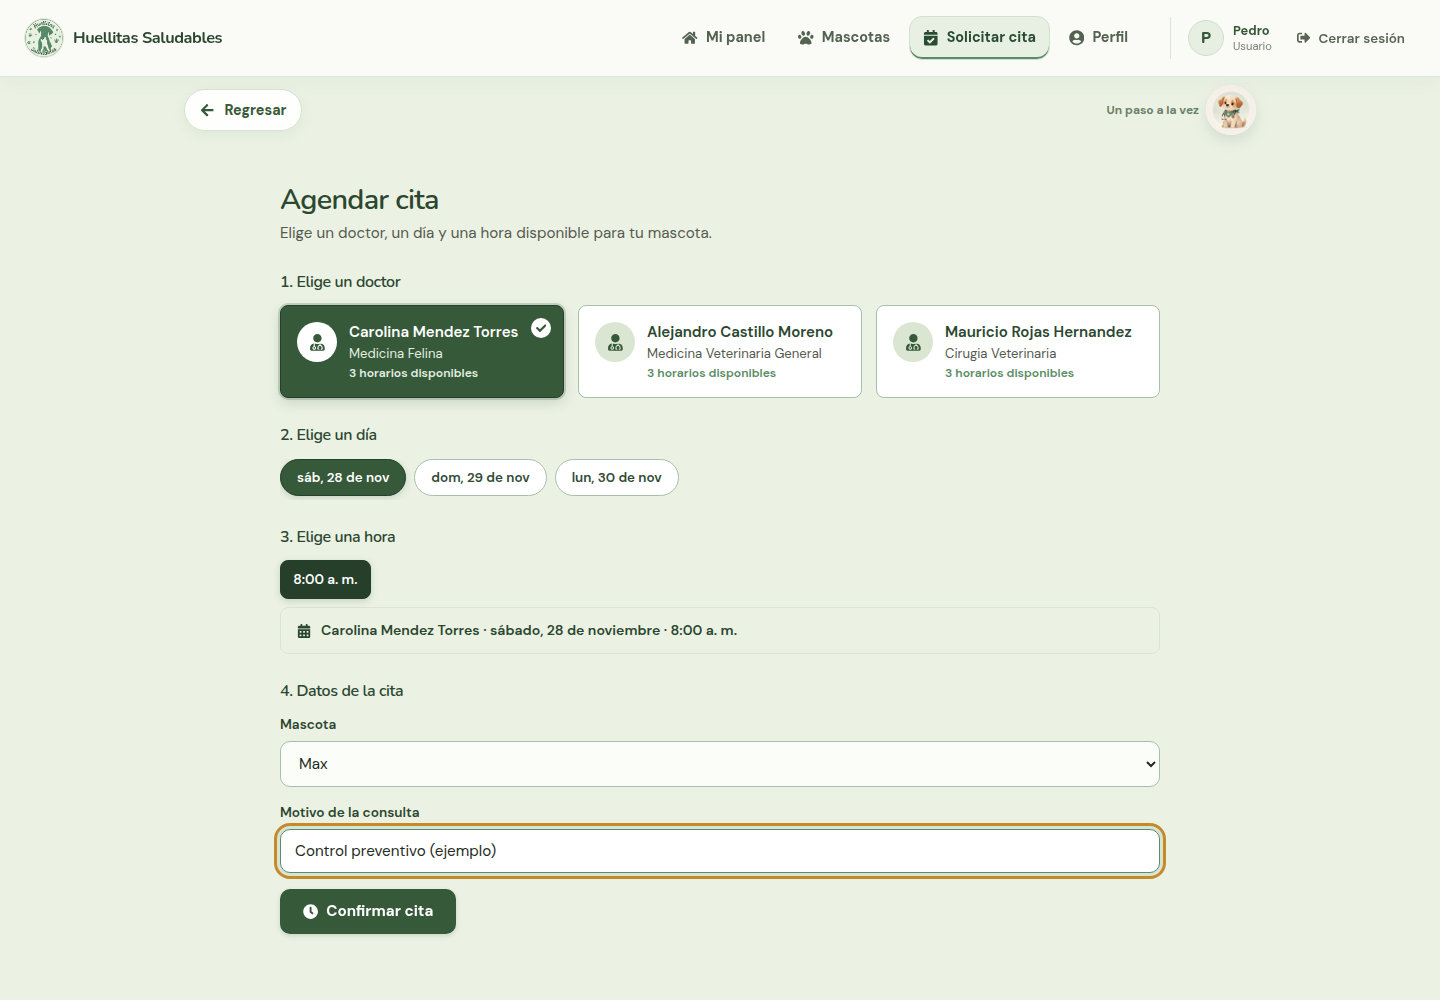 Huellitas Saludables
Mi panel
Mascotas
Solicitar cita
Perfil
P
Pedro
Usuario
Cerrar sesión
Regresar
Un paso a la vez
Agendar cita
Elige un doctor, un día y una hora disponible para tu mascota.
1. Elige un doctor
Carolina Mendez Torres
Medicina Felina
3 horarios disponibles
Alejandro Castillo Moreno
Medicina Veterinaria General
3 horarios disponibles
Mauricio Rojas Hernandez
Cirugia Veterinaria
3 horarios disponibles
2. Elige un día
sáb, 28 de nov
dom, 29 de nov
lun, 30 de nov
3. Elige una hora
8:00 a. m.
Carolina Mendez Torres · sábado, 28 de noviembre · 8:00 a. m.
4. Datos de la cita
Mascota
Max
Motivo de la consulta
Control preventivo (ejemplo)
Confirmar cita